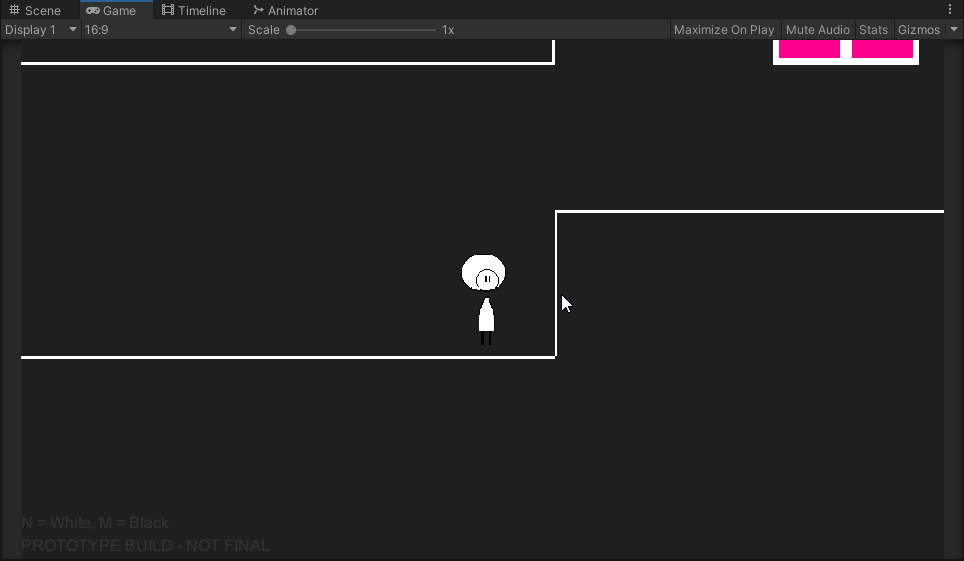 Scene Game Timeline Animator
Display 1 16:9 Scale 1x Maximize On Play Mute Audio Stats Gizmos
N = White, M = Black
PROTOTYPE BUILD - NOT FINAL